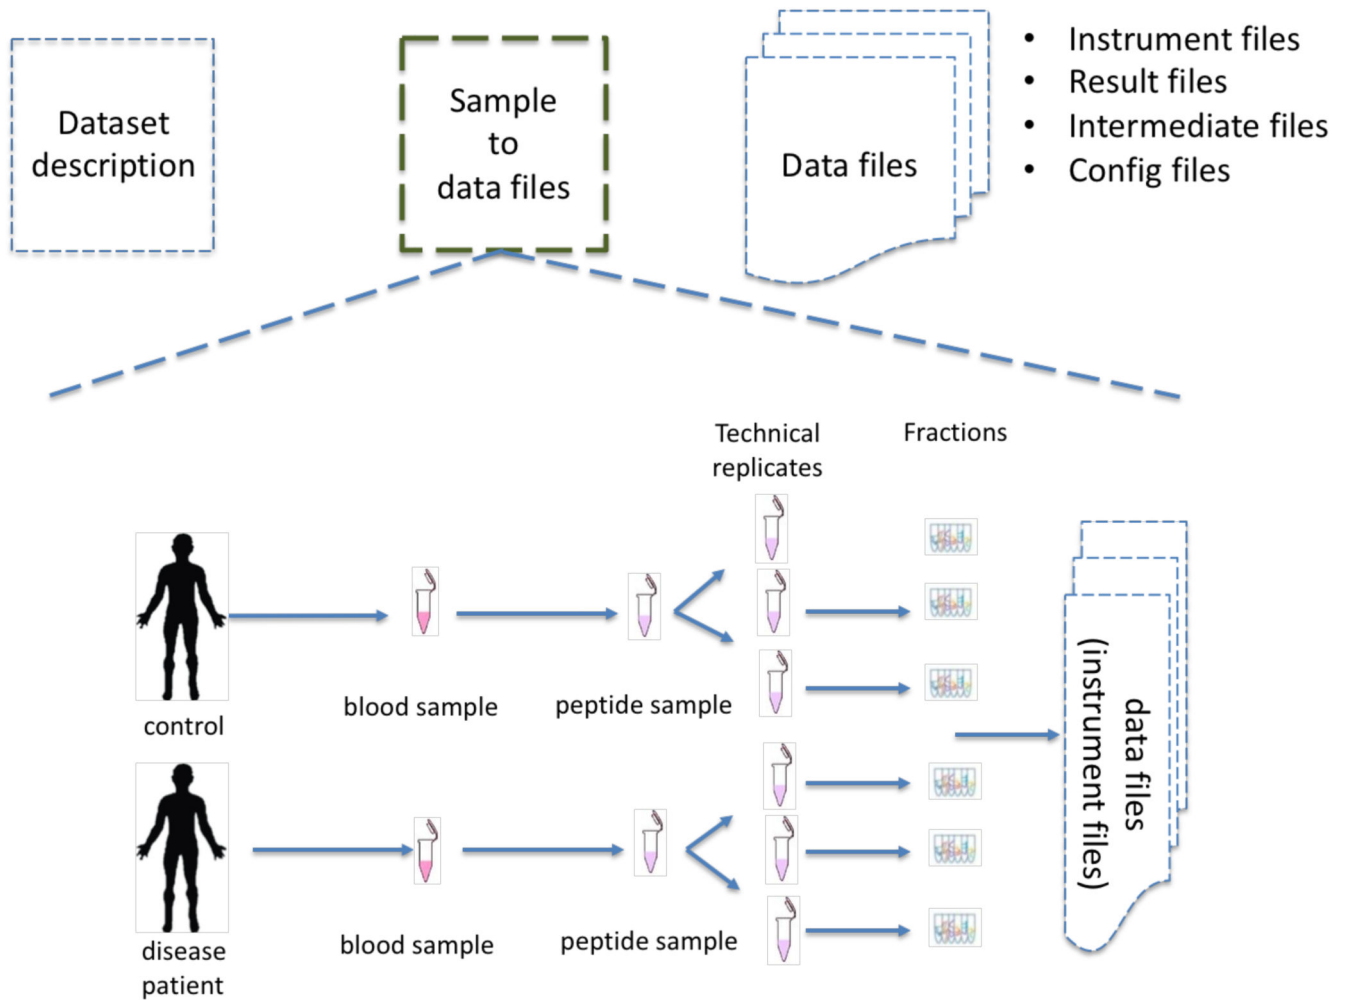 Dataset
description
Sample
to
data files
Data files
• Instrument files
• Result files
• Intermediate files
• Config files
Technical
replicates
Fractions
control
blood sample
peptide sample
disease
patient
blood sample
peptide sample
data files
(instrument files)